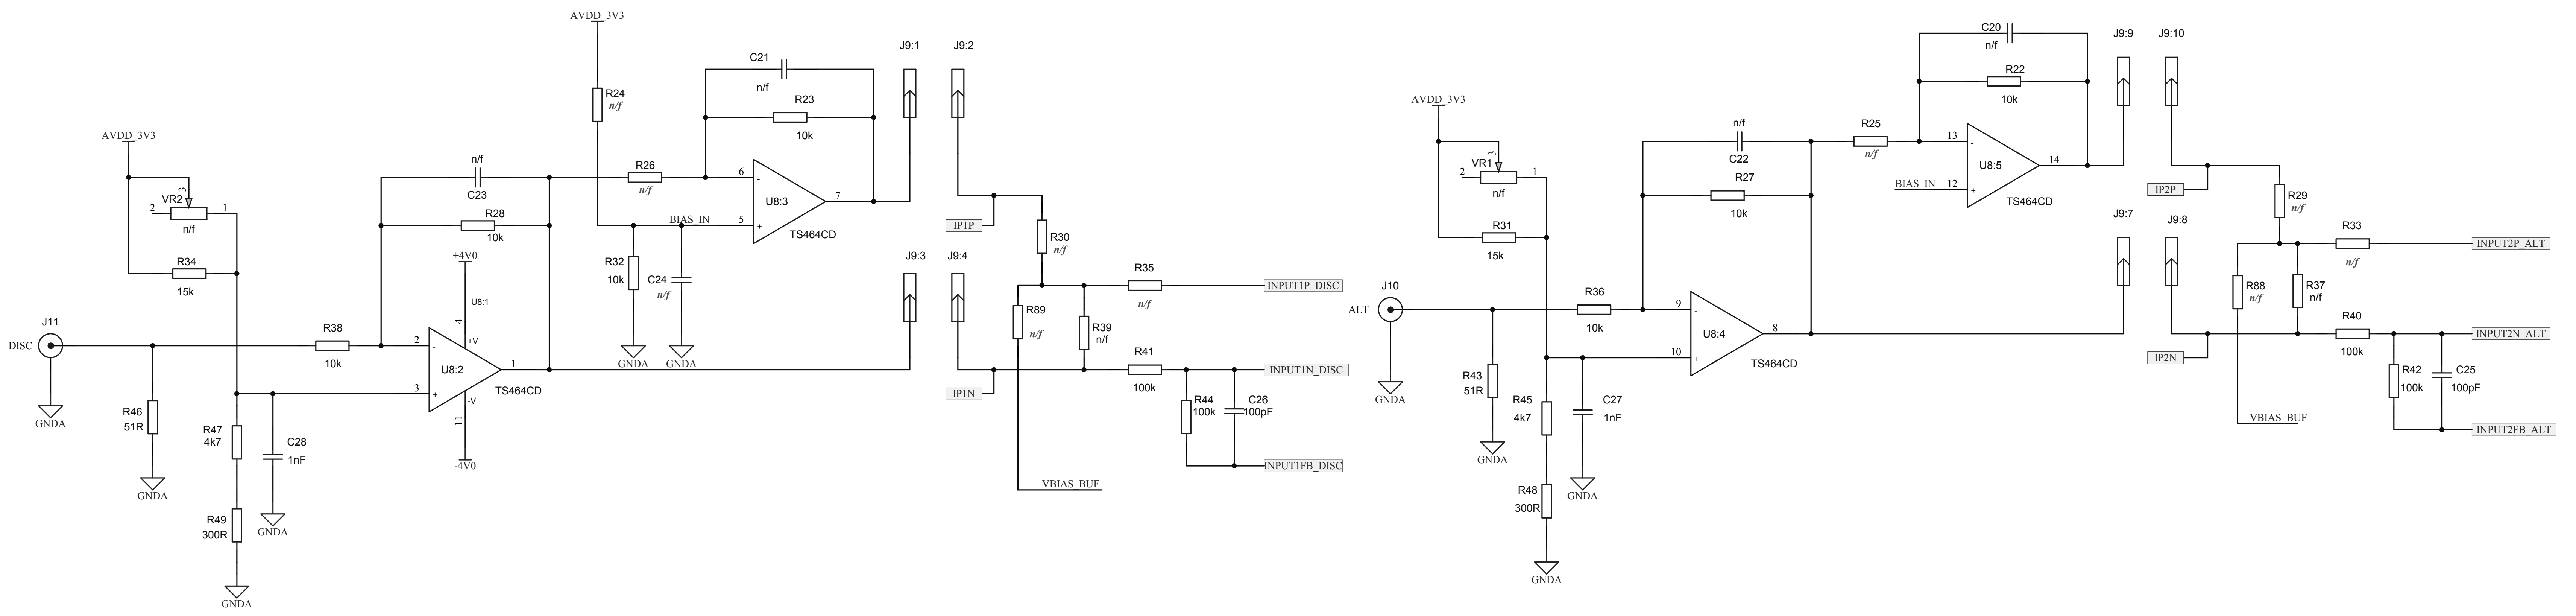 AVDD_3V3
R24
n/f
AVDD_3V3
VR2
3
2
1
n/f
R34
15k
J11
DISC
GNDA
R46
51R
GNDA
R38
10k
R47
4k7
R49
300R
GNDA
C28
1nF
GNDA
n/f
C23
R28
10k
+4V0
U8:1
4
+V
2
-
U8:2
3
+
1
TS464CD
-V
11
-4V0
R26
n/f
C21
n/f
R23
10k
6
-
U8:3
7
BIAS_IN
5
+
TS464CD
R32
10k
C24
n/f
GNDA
GNDA
J9:1
J9:2
IP1P
R30
n/f
J9:3
J9:4
IP1N
R89
n/f
R39
n/f
R35
n/f
INPUT1P_DISC
R41
100k
INPUT1N_DISC
R44
100k
C26
100pF
INPUT1FB_DISC
VBIAS_BUF
AVDD_3V3
VR1
3
2
1
n/f
R31
15k
J10
ALT
GNDA
R43
51R
GNDA
R36
10k
R45
4k7
R48
300R
GNDA
C27
1nF
GNDA
n/f
C22
R27
10k
9
-
U8:4
8
10
+
TS464CD
R25
n/f
C20
n/f
R22
10k
13
-
U8:5
14
BIAS_IN
12
+
TS464CD
J9:9
J9:10
IP2P
R29
n/f
J9:7
J9:8
IP2N
R88
n/f
R37
n/f
R33
n/f
INPUT2P_ALT
R40
100k
INPUT2N_ALT
R42
100k
C25
100pF
INPUT2FB_ALT
VBIAS_BUF